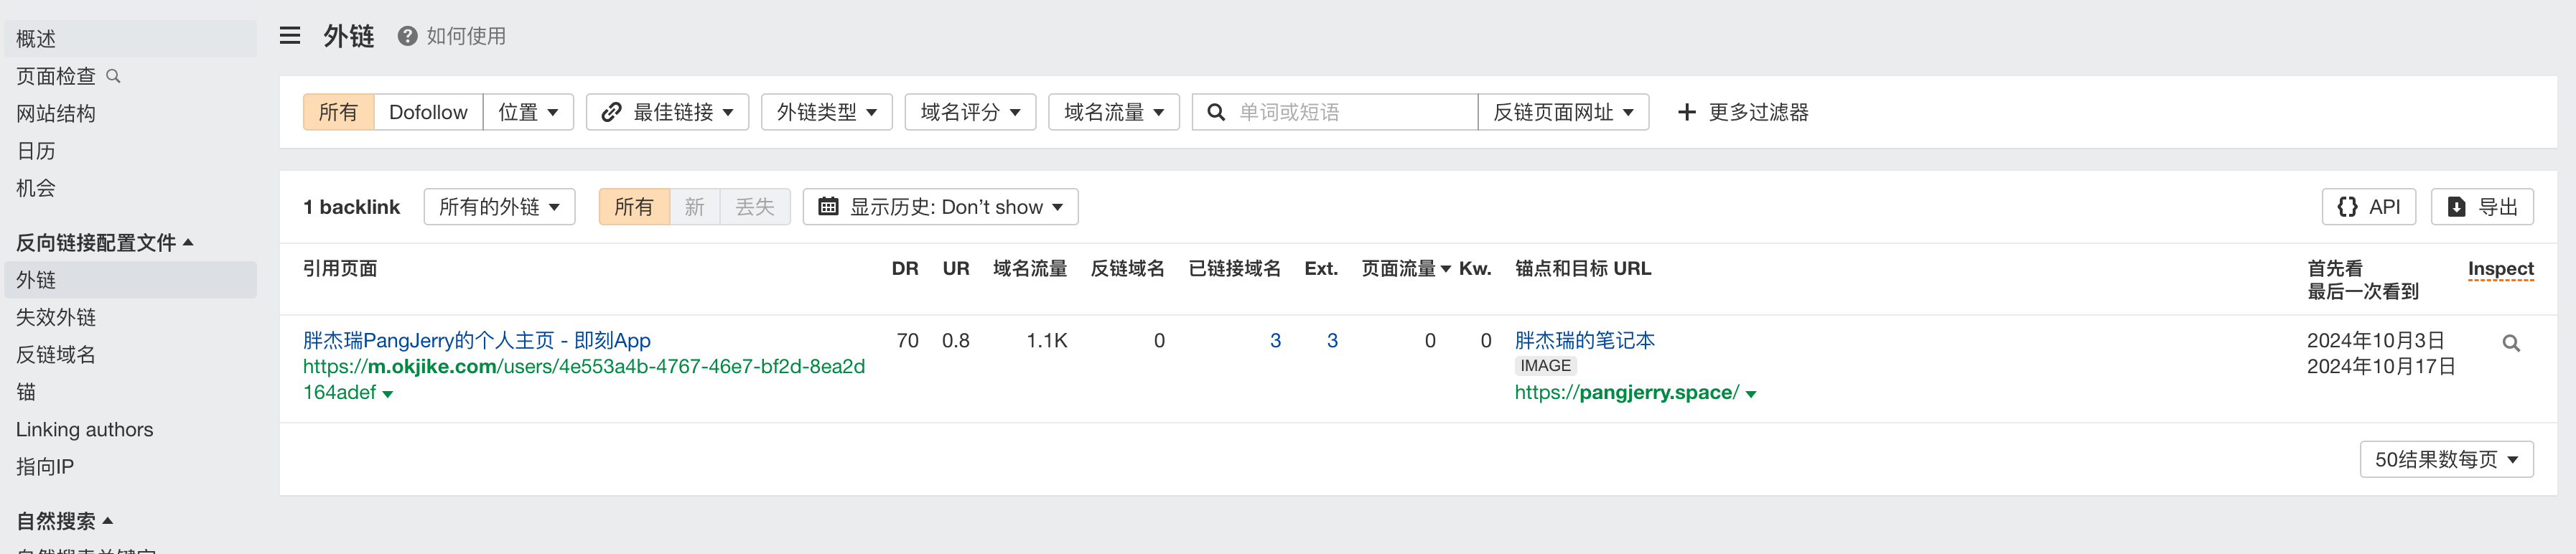 概述
页面检查
网站结构
日历
机会
反向链接配置文件
外链
失效外链
反链域名
锚
Linking authors
指向IP
自然搜索
外链 如何使用
所有 Dofollow 位置 最佳链接 外链类型 域名评分 域名流量 单词或短语 反链页面网址 更多过滤器
1 backlink 所有的外链 所有 新 丢失 显示历史: Don’t show API 导出
引用页面 DR UR 域名流量 反链域名 已链接域名 Ext. 页面流量 Kw. 锚点和目标 URL 首先看 Inspect
最后一次看到
胖杰瑞PangJerry的个人主页 - 即刻App 70 0.8 1.1K 0 3 3 0 0 胖杰瑞的笔记本 2024年10月3日
https://m.okjike.com/users/4e553a4b-4767-46e7-bf2d-8ea2d IMAGE 2024年10月17日
164adef https://pangjerry.space/
50结果数每页